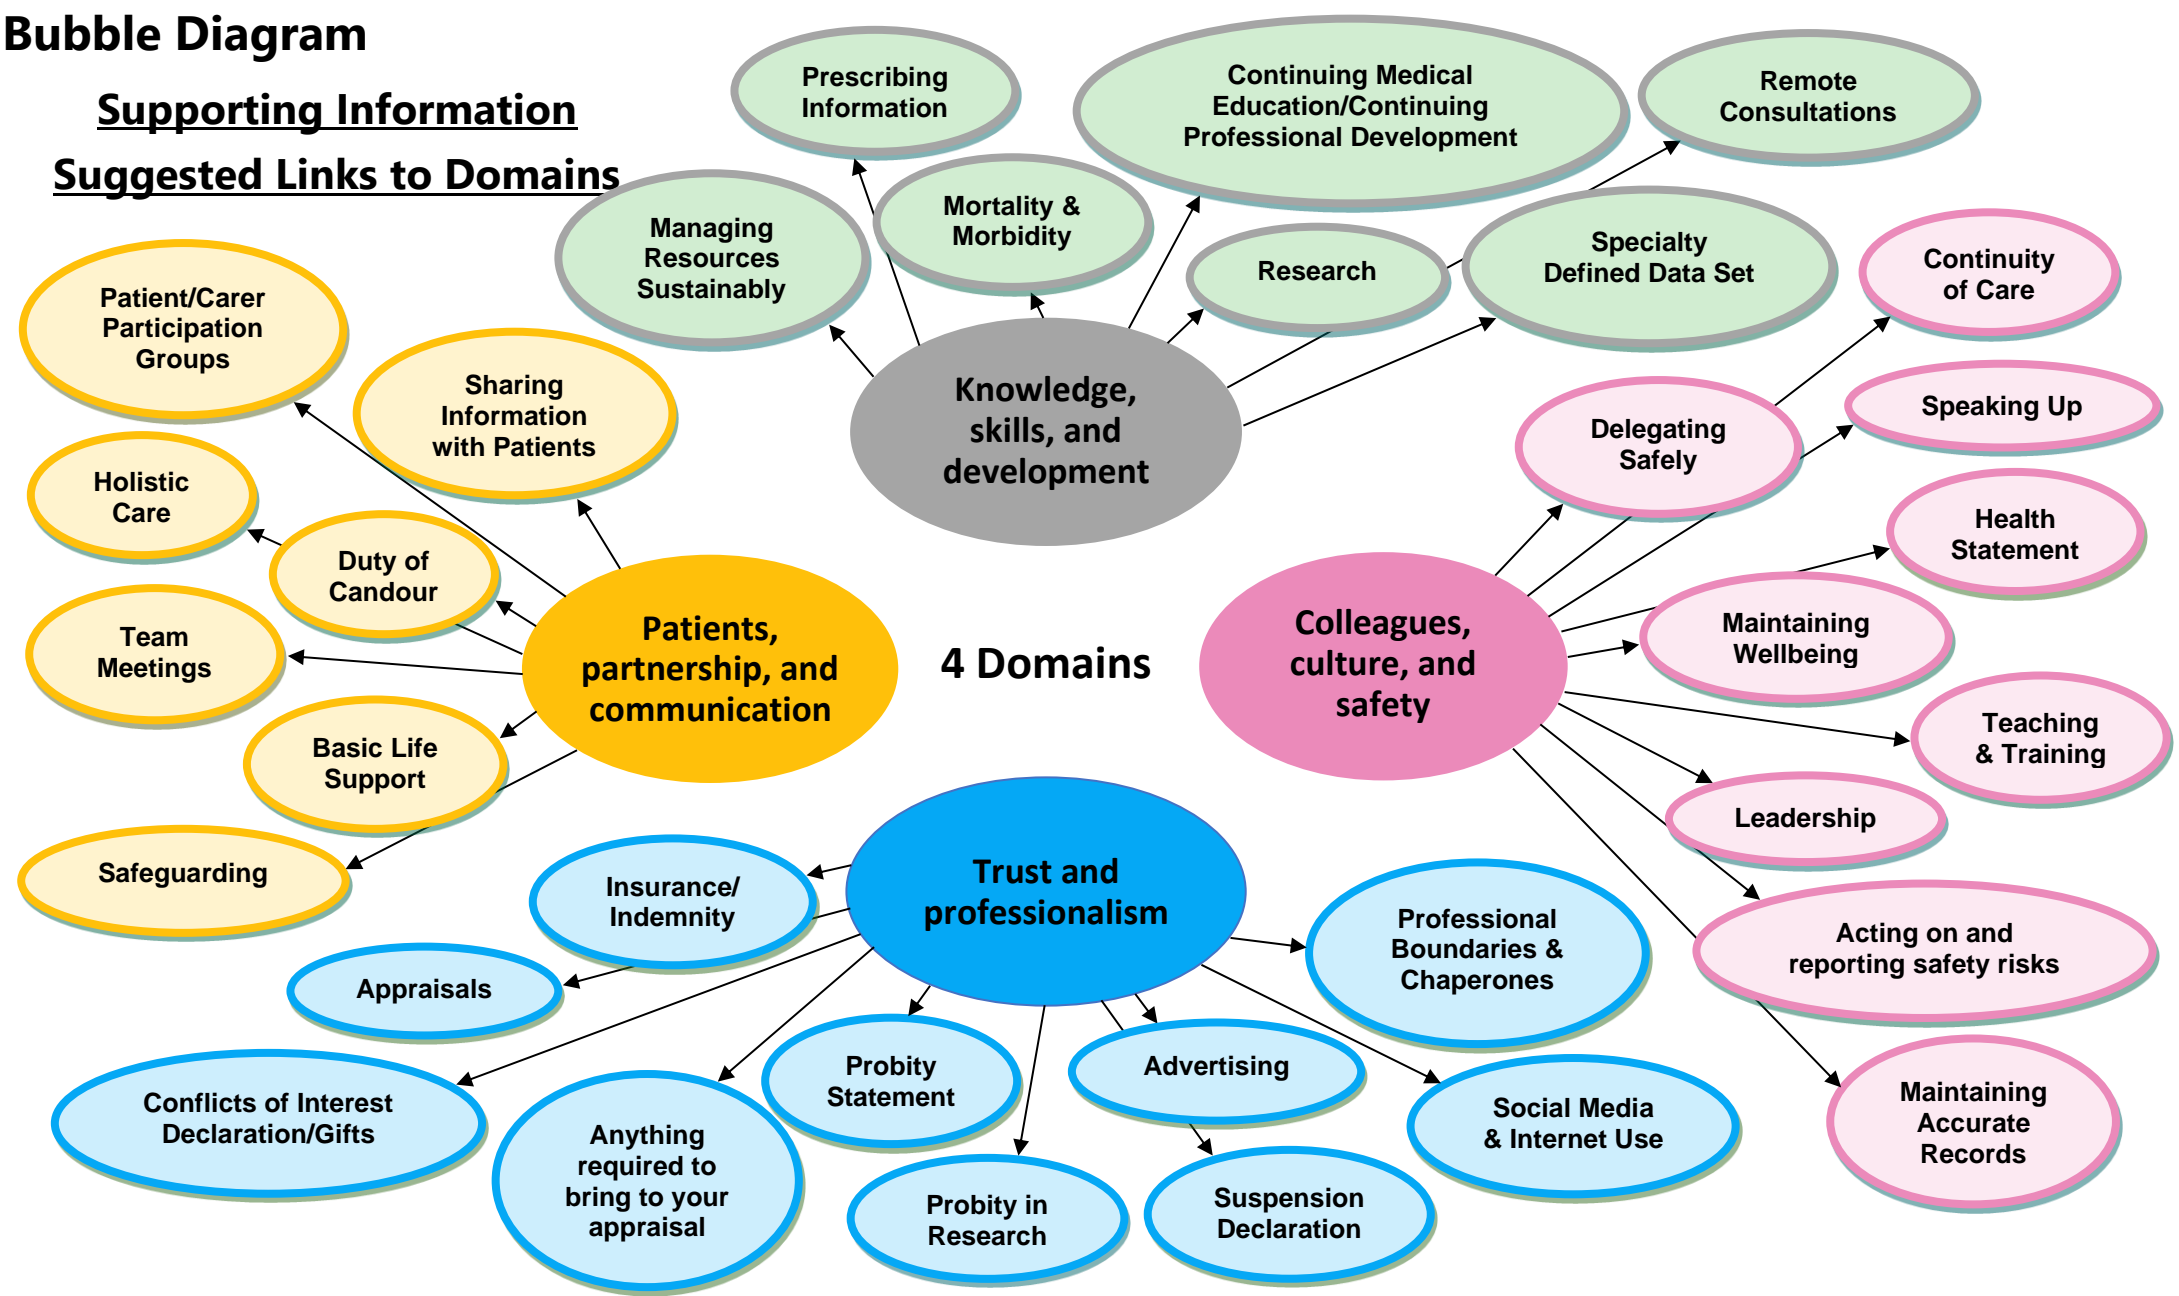 Bubble Diagram
Supporting Information
Suggested Links to Domains
Prescribing
Information
Continuing Medical
Education/Continuing
Professional Development
Remote
Consultations
Managing
Resources
Sustainably
Mortality &
Morbidity
Research
Specialty
Defined Data Set
Knowledge,
skills, and
development
Patient/Carer
Participation
Groups
Sharing
Information
with Patients
Holistic
Care
Duty of
Candour
Team
Meetings
Basic Life
Support
Safeguarding
Patients,
partnership, and
communication
4 Domains
Colleagues,
culture, and
safety
Continuity
of Care
Speaking Up
Delegating
Safely
Health
Statement
Maintaining
Wellbeing
Teaching
& Training
Leadership
Acting on and
reporting safety risks
Maintaining
Accurate
Records
Trust and
professionalism
Insurance/
Indemnity
Appraisals
Conflicts of Interest
Declaration/Gifts
Anything
required to
bring to your
appraisal
Probity
Statement
Probity in
Research
Advertising
Suspension
Declaration
Social Media
& Internet Use
Professional
Boundaries &
Chaperones